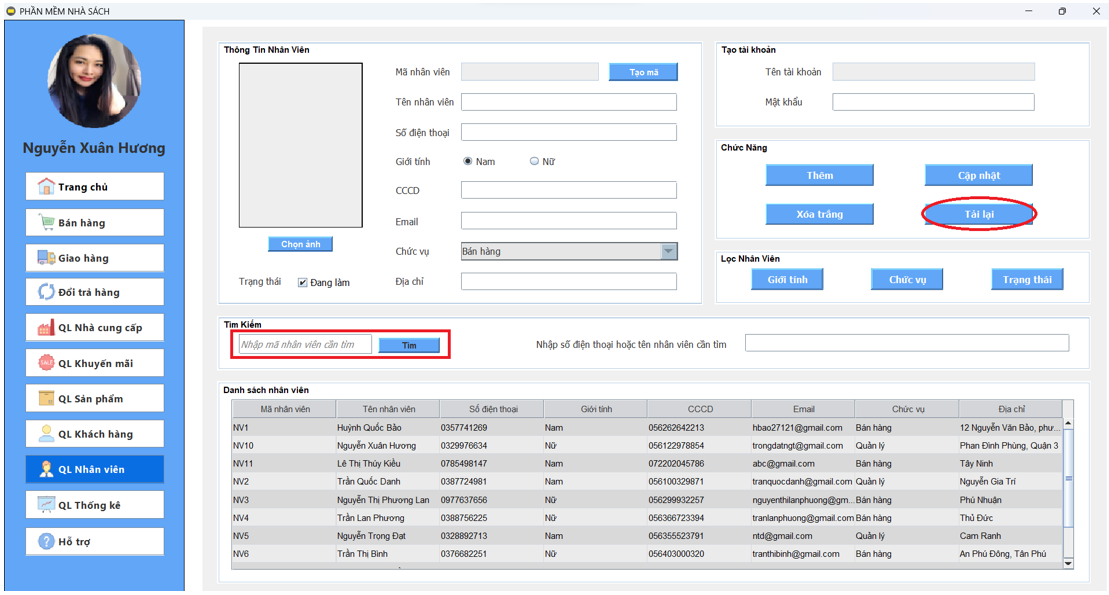 PHẦN MỀM NHÀ SÁCH
Nguyễn Xuân Hương
Trang chủ
Bán hàng
Giao hàng
Đổi trả hàng
QL Nhà cung cấp
SALE QL Khuyến mãi
QL Sản phẩm
QL Khách hàng
QL Nhân viên
QL Thống kê
Hỗ trợ
Thông Tin Nhân Viên
Chọn ảnh
Trạng thái Đang làm
Mã nhân viên Tạo mã
Tên nhân viên
Số điện thoại
Giới tính Nam Nữ
CCCD
Email
Chức vụ Bán hàng
Địa chỉ
Tạo tài khoản
Tên tài khoản
Mật khẩu
Chức Năng
Thêm Cập nhật
Xóa trắng Tải lại
Lọc Nhân Viên
Giới tính Chức vụ Trạng thái
Tìm Kiếm
Nhập mã nhân viên cần tìm Tìm Nhập số điện thoại hoặc tên nhân viên cần tìm
Danh sách nhân viên
Mã nhân viên Tên nhân viên Số điện thoại Giới tính CCCD Email Chức vụ Địa chỉ
NV1 Huỳnh Quốc Bảo 0357741269 Nam 056262642213 hbao27121@gmail.com Bán hàng 12 Nguyễn Văn Bảo, phư...
NV10 Nguyễn Xuân Hương 0329976634 Nữ 056122978854 trongdatngt@gmail.com Quản lý Phan Đình Phùng, Quận 3
NV11 Lê Thị Thúy Kiều 0785498147 Nam 072202045786 abc@gmail.com Bán hàng Tây Ninh
NV2 Trần Quốc Danh 0387724981 Nam 056100329871 tranquocdanh@gmail.com Quản lý Nguyễn Gia Trí
NV3 Nguyễn Thị Phương Lan 0977637656 Nữ 056299932257 nguyenthilanphuong@gm... Bán hàng Phú Nhuận
NV4 Trần Lan Phương 0388756225 Nữ 056366723394 tranlanphuong@gmail.com Bán hàng Thủ Đức
NV5 Nguyễn Trọng Đạt 0328892713 Nam 056355523791 ntd@gmail.com Quản lý Cam Ranh
NV6 Trần Thị Bình 0376682251 Nữ 056403000320 tranthibinh@gmail.com Bán hàng An Phú Đông, Tân Phú